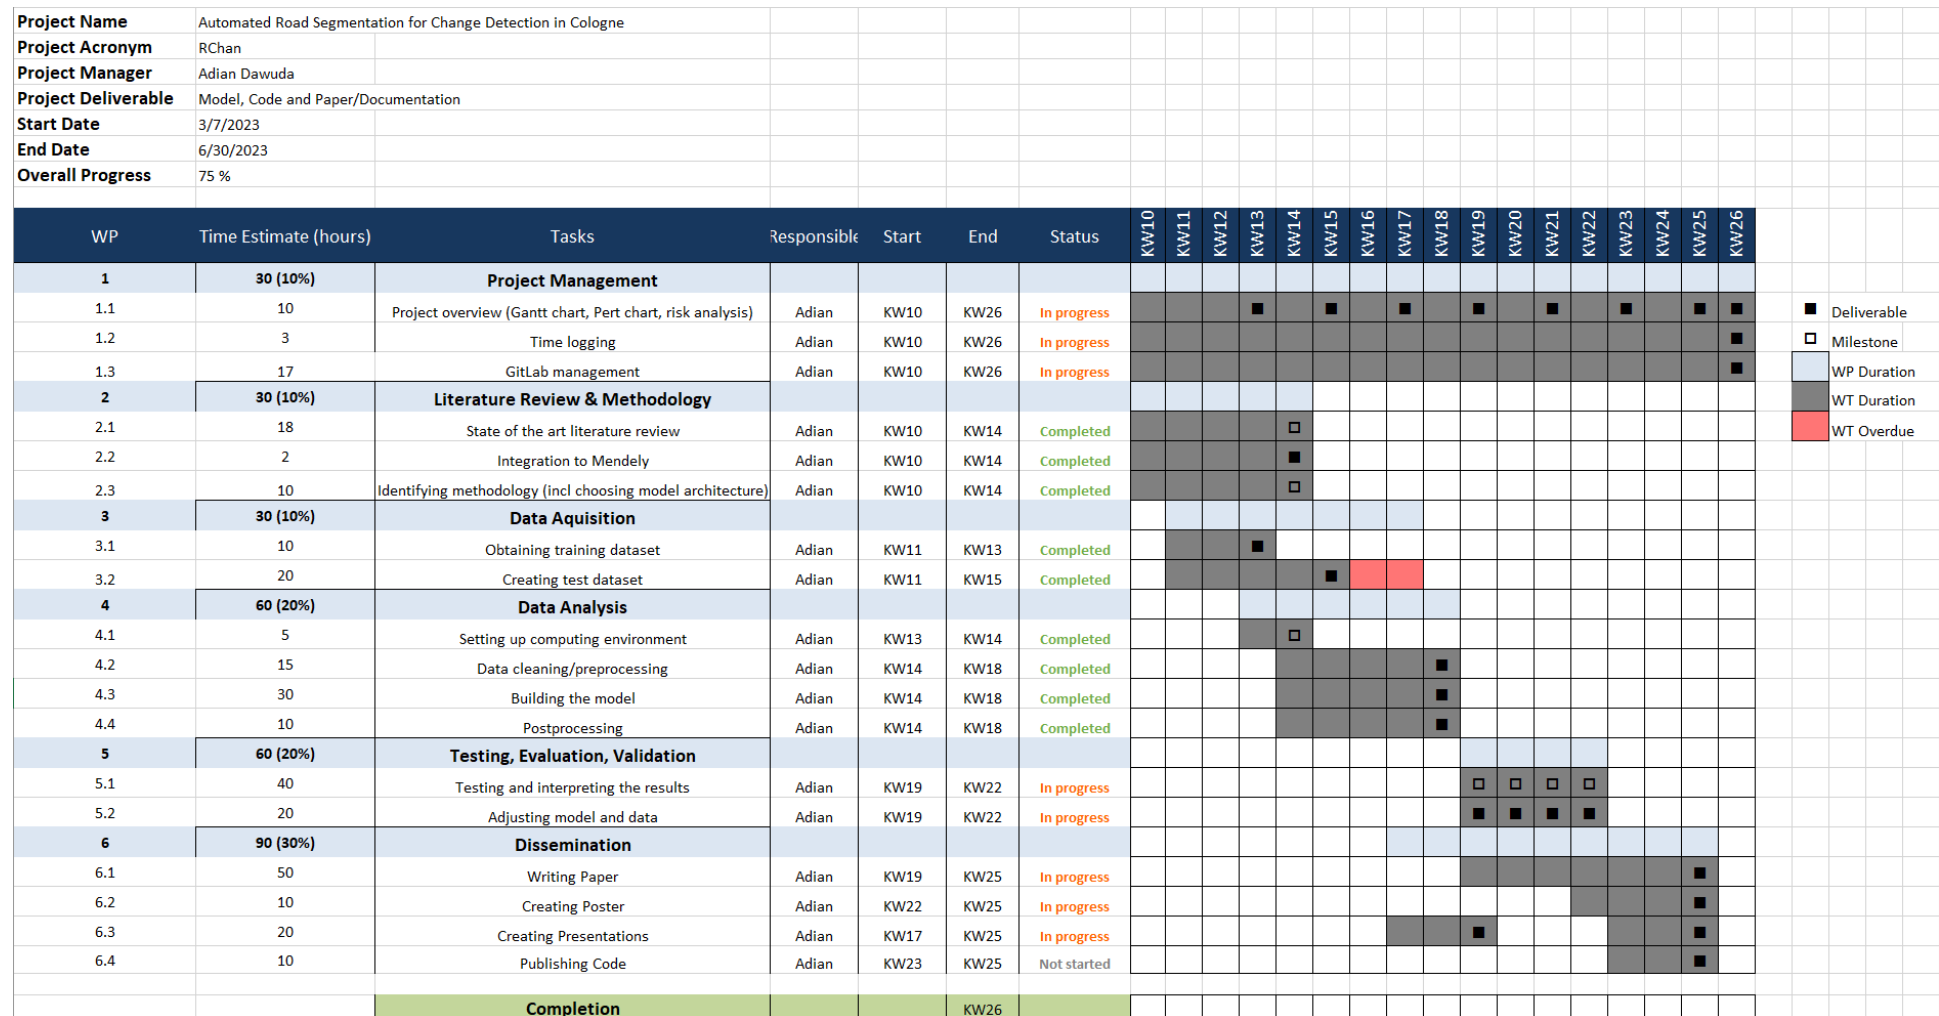 Project Name Automated Road Segmentation for Change Detection in Cologne
Project Acronym RChan
Project Manager Adian Dawuda
Project Deliverable Model, Code and Paper/Documentation
Start Date 3/7/2023
End Date 6/30/2023
Overall Progress 75 %
WP Time Estimate (hours) Tasks Responsible Start End Status KW10 KW11 KW12 KW13 KW14 KW15 KW16 KW17 KW18 KW19 KW20 KW21 KW22 KW23 KW24 KW25 KW26
1 30 (10%) Project Management
1.1 10 Project overview (Gantt chart, Pert chart, risk analysis) Adian KW10 KW26 In progress Deliverable
1.2 3 Time logging Adian KW10 KW26 In progress Milestone
1.3 17 GitLab management Adian KW10 KW26 In progress WP Duration
2 30 (10%) Literature Review & Methodology WT Duration
2.1 18 State of the art literature review Adian KW10 KW14 Completed WT Overdue
2.2 2 Integration to Mendely Adian KW10 KW14 Completed
2.3 10 Identifying methodology (incl choosing model architecture) Adian KW10 KW14 Completed
3 30 (10%) Data Aquisition
3.1 10 Obtaining training dataset Adian KW11 KW13 Completed
3.2 20 Creating test dataset Adian KW11 KW15 Completed
4 60 (20%) Data Analysis
4.1 5 Setting up computing environment Adian KW13 KW14 Completed
4.2 15 Data cleaning/preprocessing Adian KW14 KW18 Completed
4.3 30 Building the model Adian KW14 KW18 Completed
4.4 10 Postprocessing Adian KW14 KW18 Completed
5 60 (20%) Testing, Evaluation, Validation
5.1 40 Testing and interpreting the results Adian KW19 KW22 In progress
5.2 20 Adjusting model and data Adian KW19 KW22 In progress
6 90 (30%) Dissemination
6.1 50 Writing Paper Adian KW19 KW25 In progress
6.2 10 Creating Poster Adian KW22 KW25 In progress
6.3 20 Creating Presentations Adian KW17 KW25 In progress
6.4 10 Publishing Code Adian KW23 KW25 Not started
Completion KW26